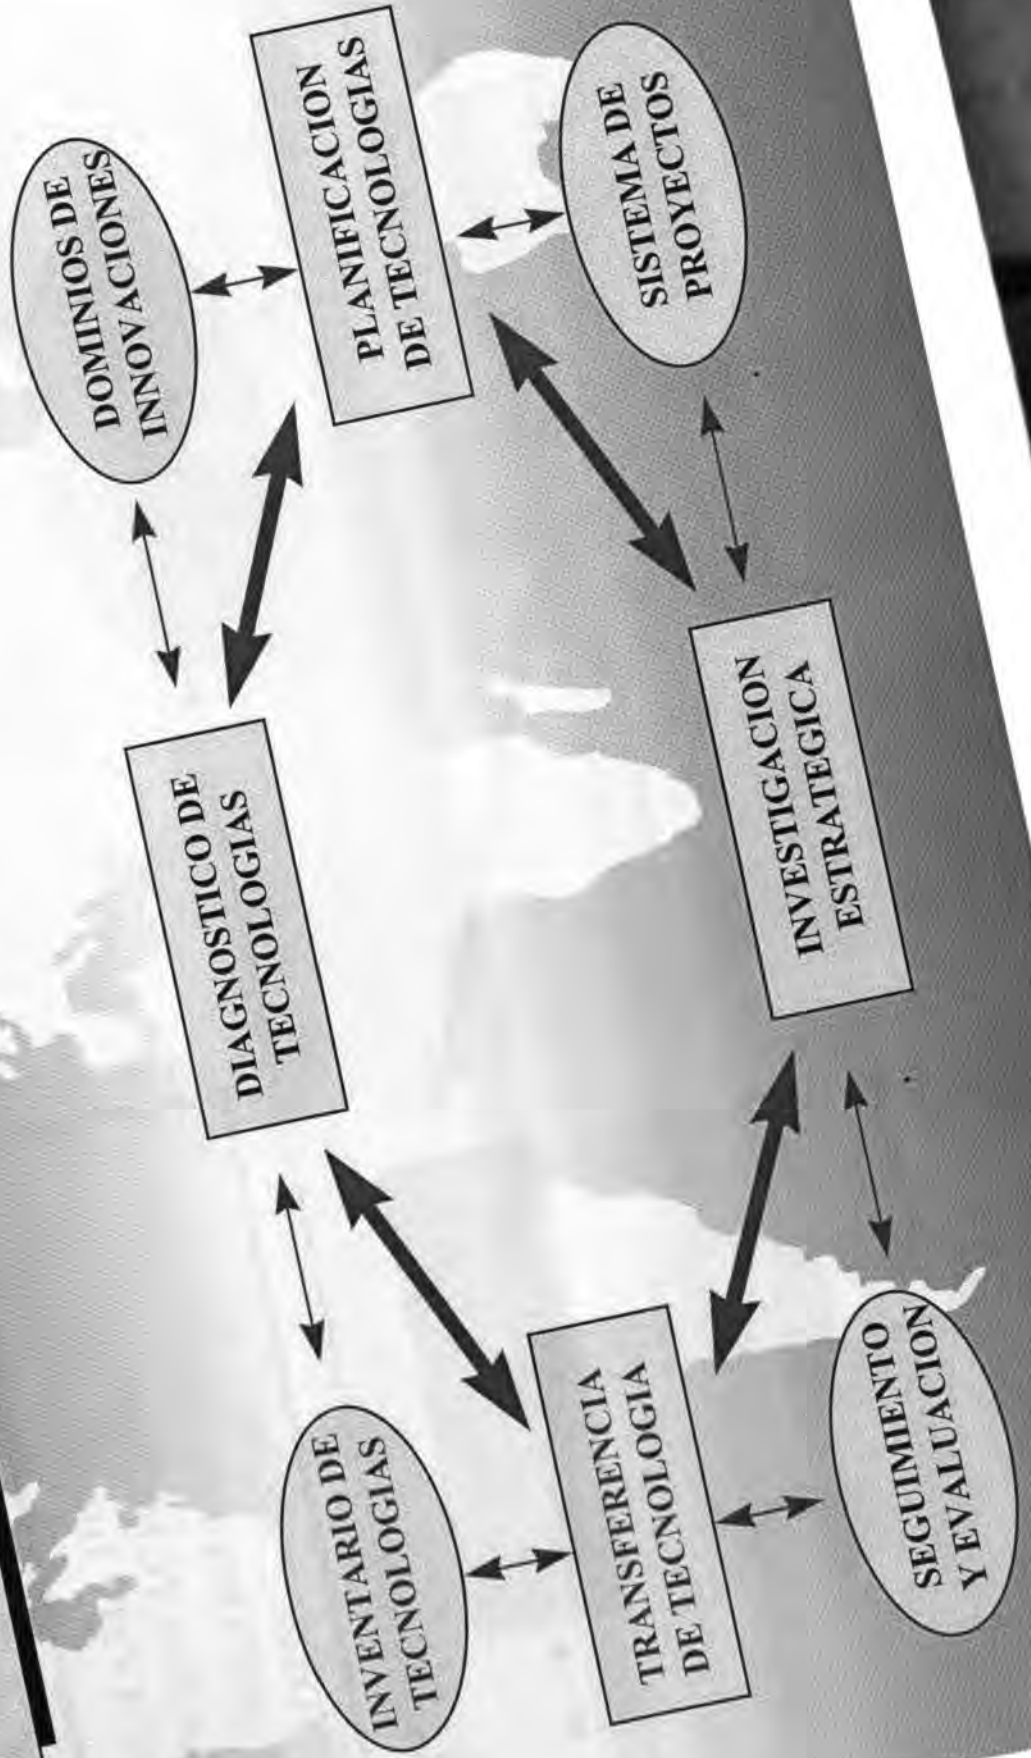 DIAGNOSTICO DE
TECNOLOGIAS
INVENTARIO DE
TECNOLOGIAS
DOMINIOS DE
INNOVACIONES
TRANSFERENCIA
DE TECNOLOGIA
PLANIFICACION
DE TECNOLOGIAS
SEGUIMIENTO
Y EVALUACION
SISTEMA DE
PROYECTOS
INVESTIGACION
ESTRATEGICA